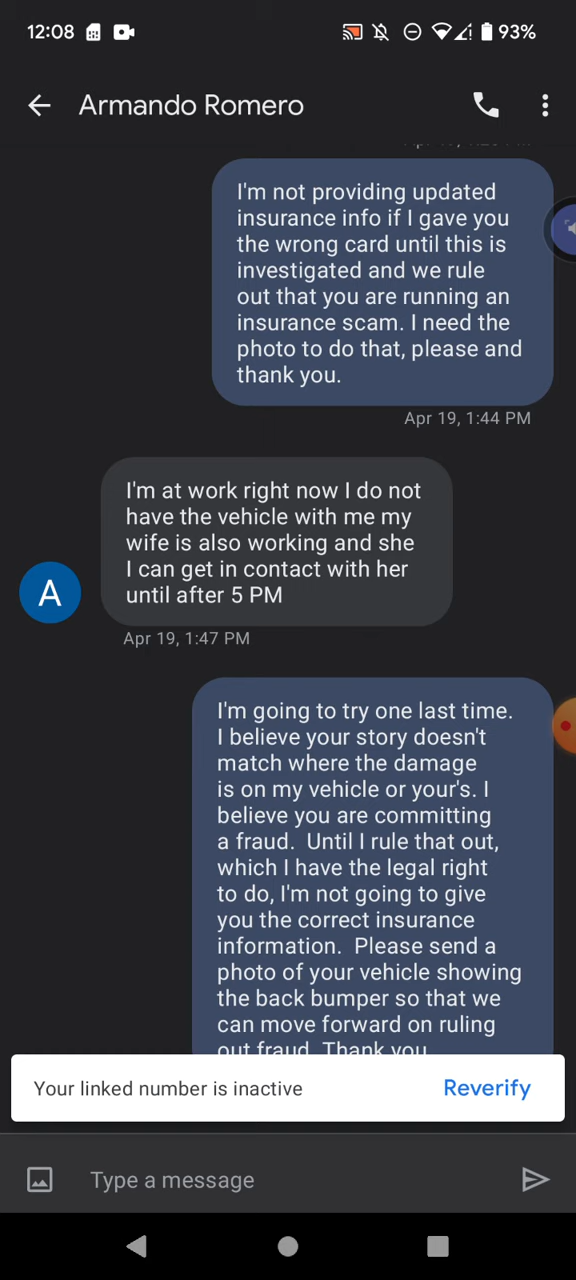 12:08
93%
Armando Romero
I'm not providing updated
insurance info if I gave you
the wrong card until this is
investigated and we rule
out that you are running an
insurance scam. I need the
photo to do that, please and
thank you.
Apr 19, 1:44 PM
I'm at work right now I do not
have the vehicle with me my
wife is also working and she
I can get in contact with her
until after 5 PM
A
Apr 19, 1:47 PM
I'm going to try one last time.
I believe your story doesn't
match where the damage
is on my vehicle or your's. I
believe you are committing
a fraud.  Until I rule that out,
which I have the legal right
to do, I'm not going to give
you the correct insurance
information.  Please send a
photo of your vehicle showing
the back bumper so that we
can move forward on ruling
out fraud. Thank you
Your linked number is inactive
Reverify
Type a message